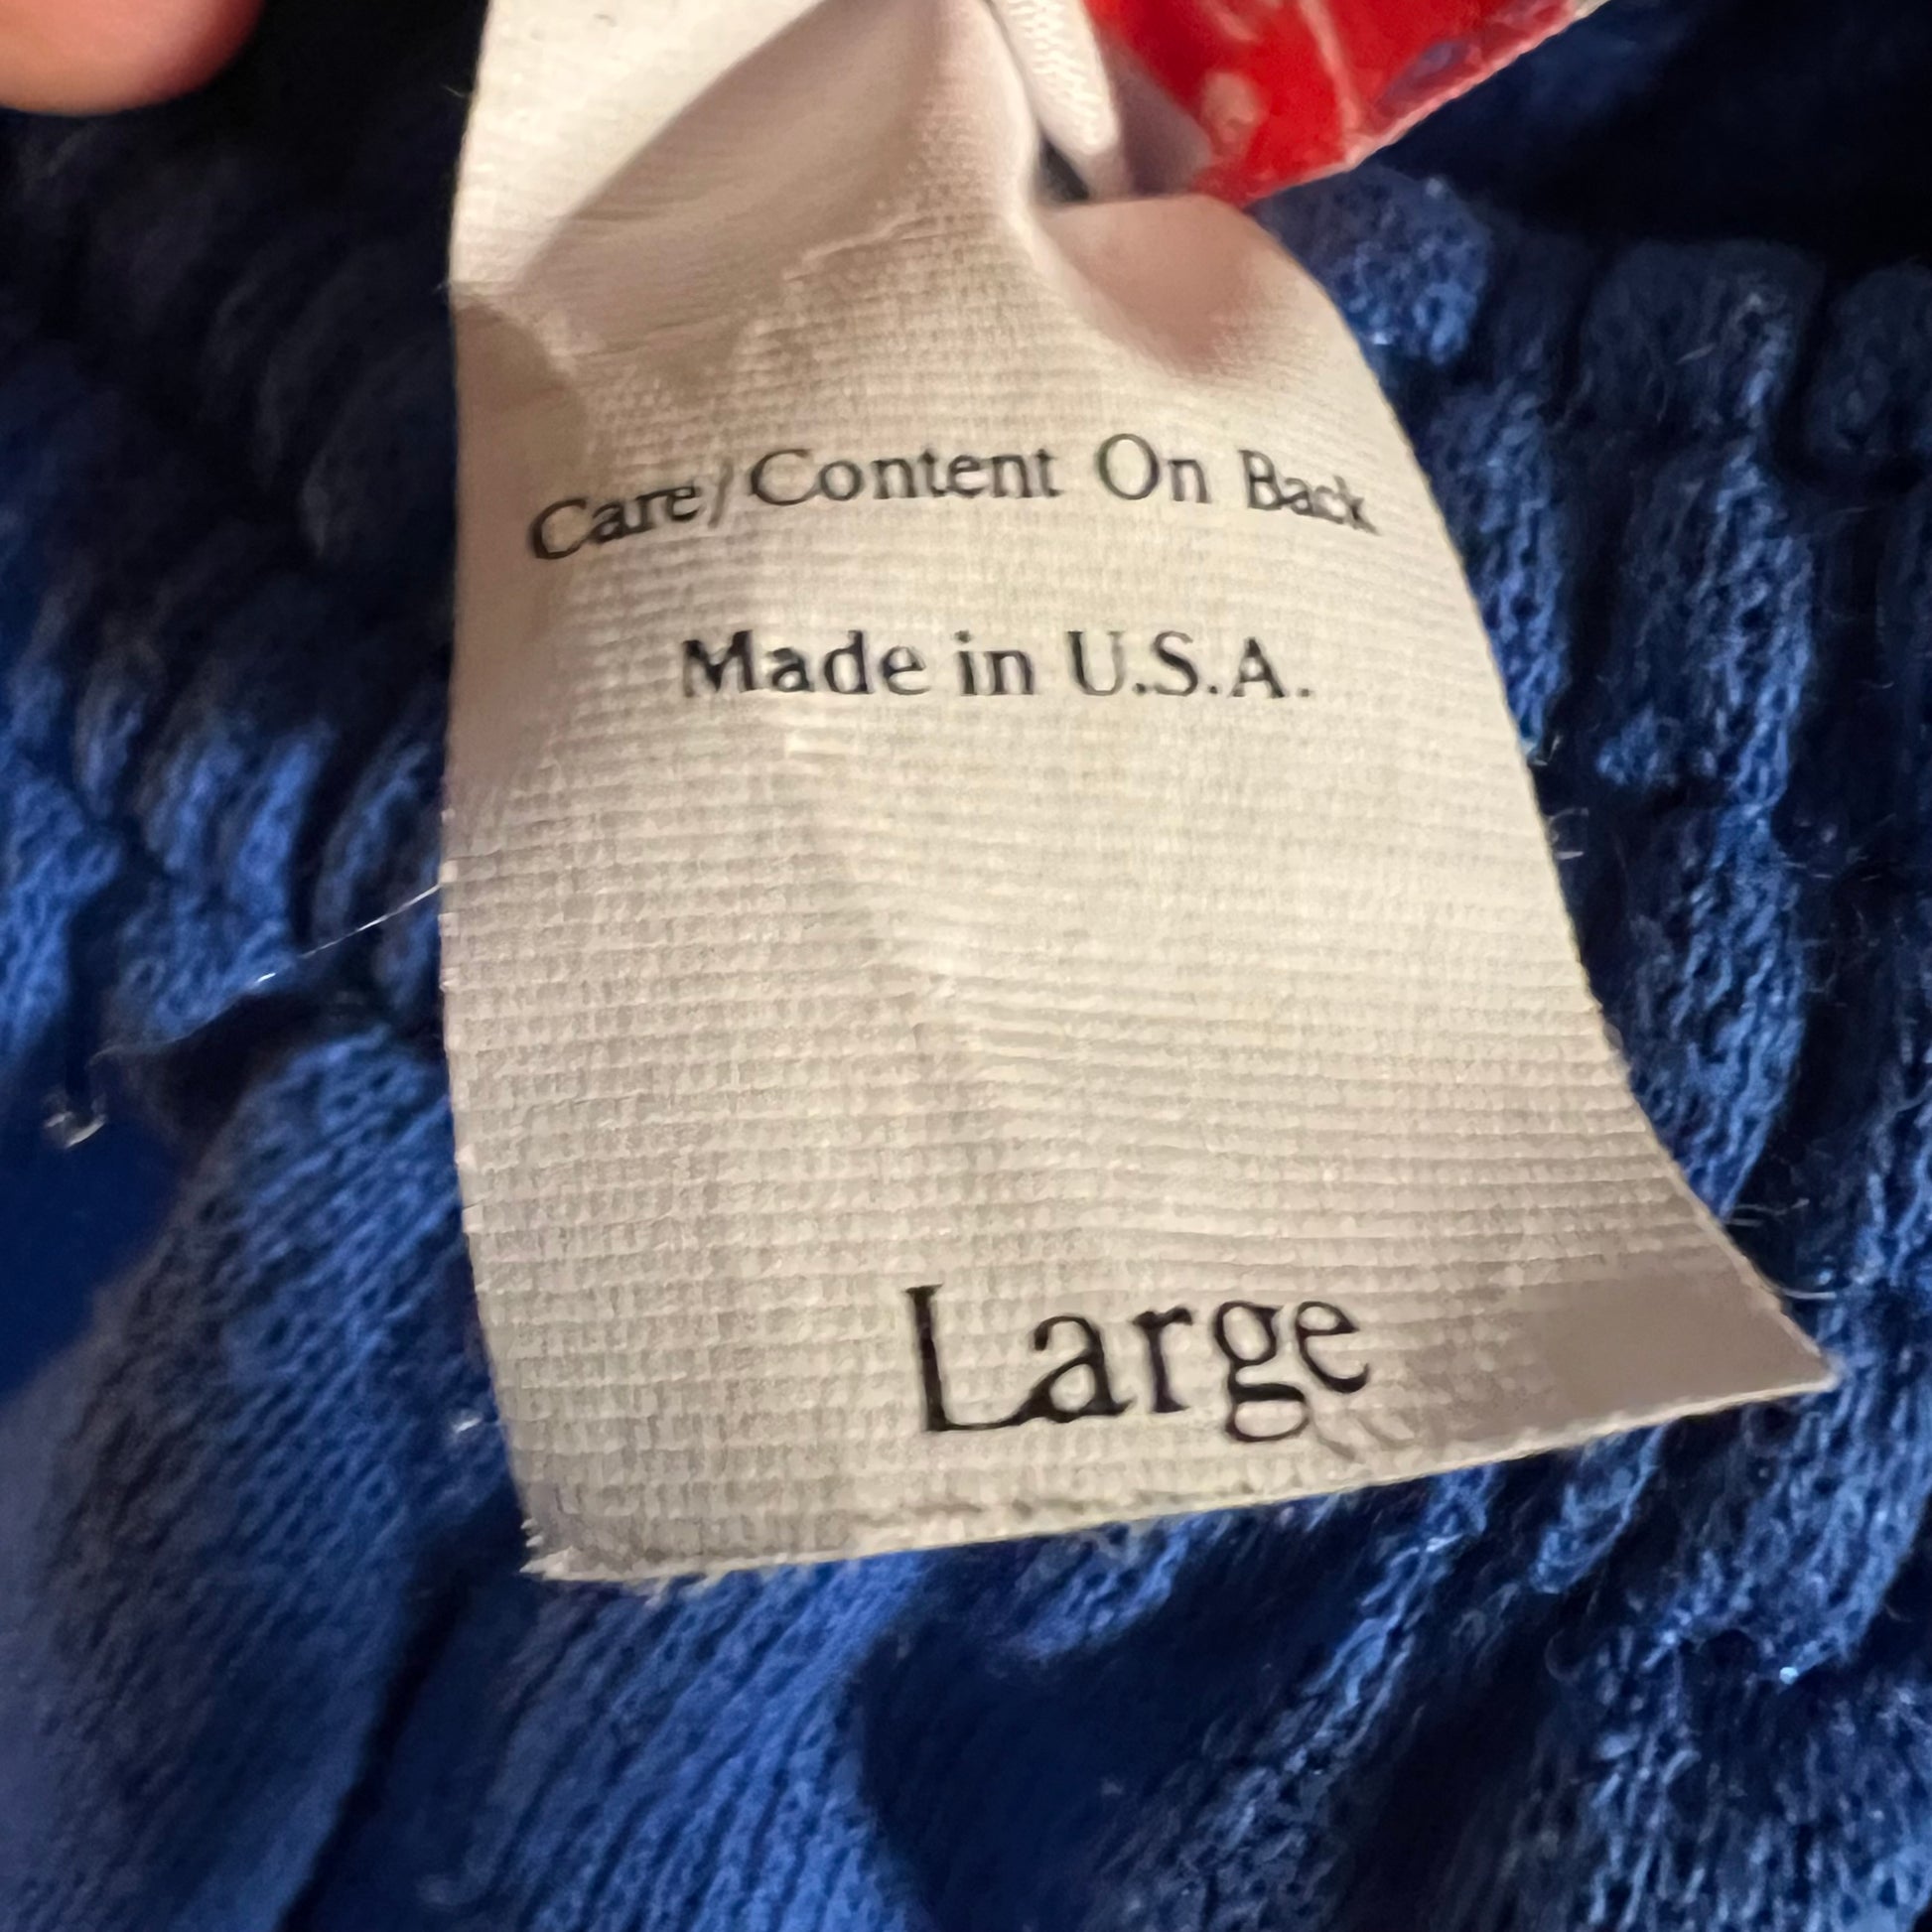 Care/Content On Back
Made in U.S.A.
Large